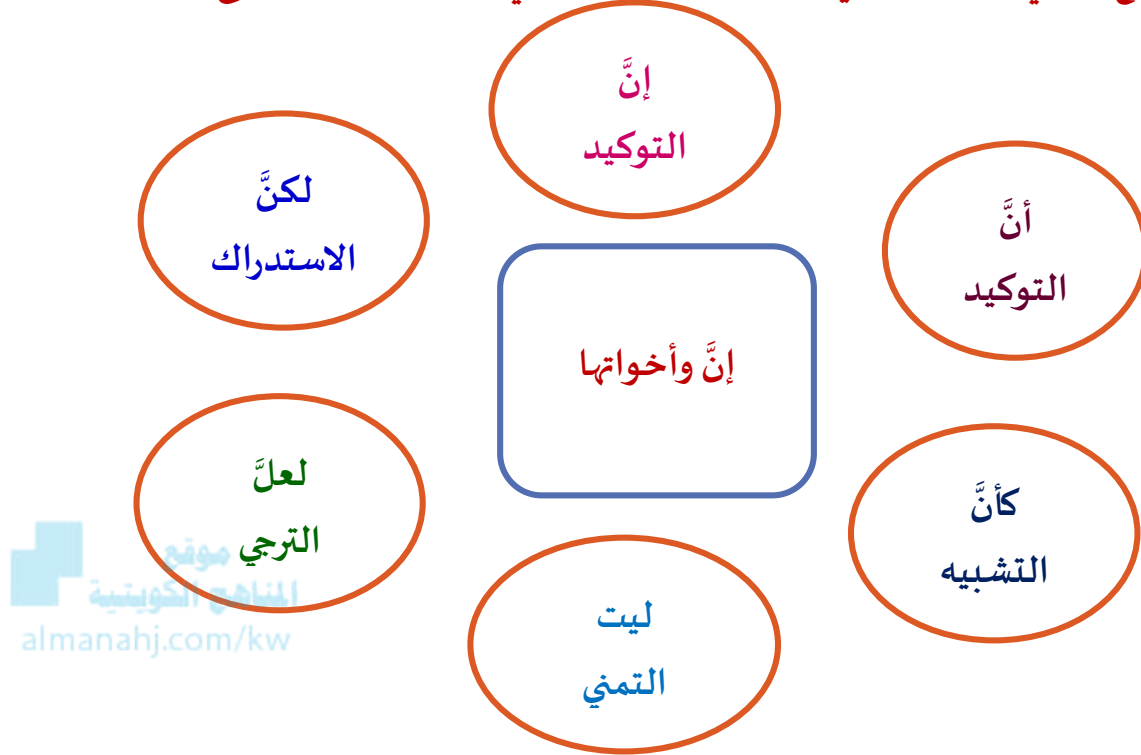 إنَّ
التوكيد
لكنَّ
الاستدراك
أنَّ
التوكيد
إنَّ وأخواتها
لعلَّ
الترجي
كأنَّ
التشبيه
ليت
التمني
موقع
المناهج الكويتية
almanahj.com/kw